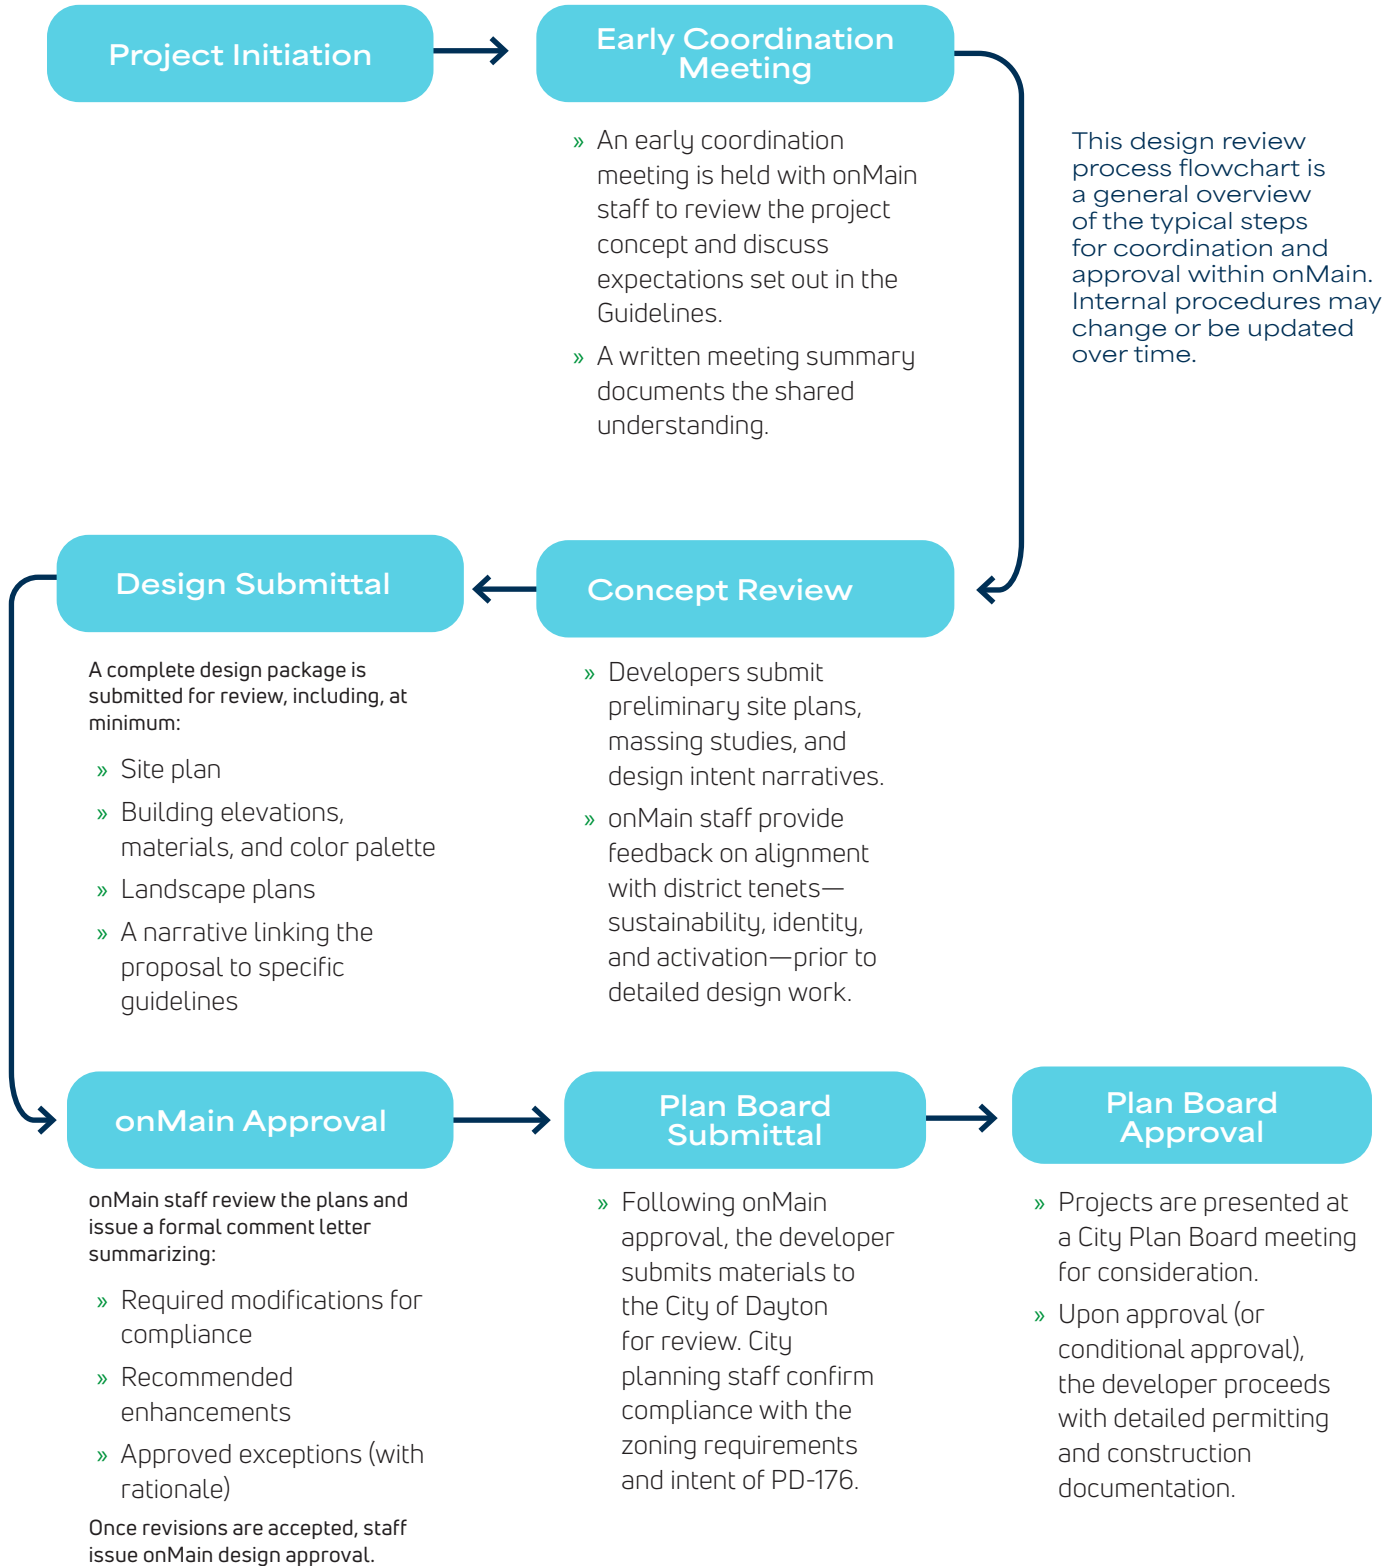 Project Initiation
Early Coordination
Meeting
» An early coordination
meeting is held with onMain
staff to review the project
concept and discuss
expectations set out in the
Guidelines.
» A written meeting summary
documents the shared
understanding.
This design review
process flowchart is
a general overview
of the typical steps
for coordination and
approval within onMain.
Internal procedures may
change or be updated
over time.
Concept Review
» Developers submit
preliminary site plans,
massing studies, and
design intent narratives.
» onMain staff provide
feedback on alignment
with district tenets—
sustainability, identity,
and activation—prior to
detailed design work.
Design Submittal
A complete design package is
submitted for review, including, at
minimum:
» Site plan
» Building elevations,
materials, and color palette
» Landscape plans
» A narrative linking the
proposal to specific
guidelines
onMain Approval
onMain staff review the plans and
issue a formal comment letter
summarizing:
» Required modifications for
compliance
» Recommended
enhancements
» Approved exceptions (with
rationale)
Once revisions are accepted, staff
issue onMain design approval.
Plan Board
Submittal
» Following onMain
approval, the developer
submits materials to
the City of Dayton
for review. City
planning staff confirm
compliance with the
zoning requirements
and intent of PD-176.
Plan Board
Approval
» Projects are presented at
a City Plan Board meeting
for consideration.
» Upon approval (or
conditional approval),
the developer proceeds
with detailed permitting
and construction
documentation.